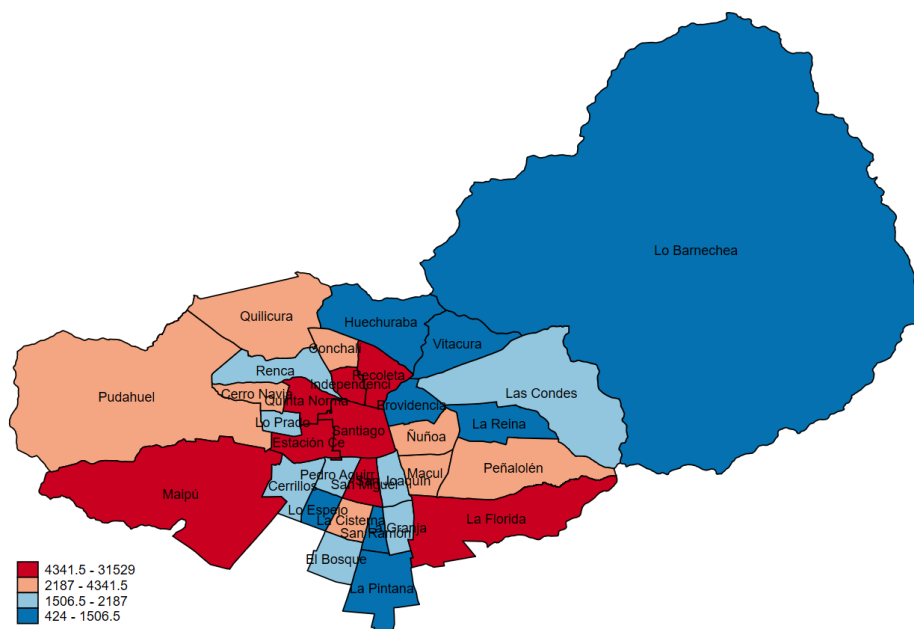 Lo Barnechea
Quilicura
Huechuraba
Vitacura
Conchalí
Renca
Recoleta
Independenci
Las Condes
Pudahuel
Cerro Navia
Quinta Norma
Providencia
Lo Prado
Santiago
La Reina
Ñuñoa
Estación Ce
Peñalolén
Pedro Aguirr
Macul
Cerrillos
San Miguel
San Joaquín
Maipú
Lo Espejo
La Cisterna
La Granja
La Florida
San Ramón
El Bosque
La Pintana
4341.5 - 31529
2187 - 4341.5
1506.5 - 2187
424 - 1506.5